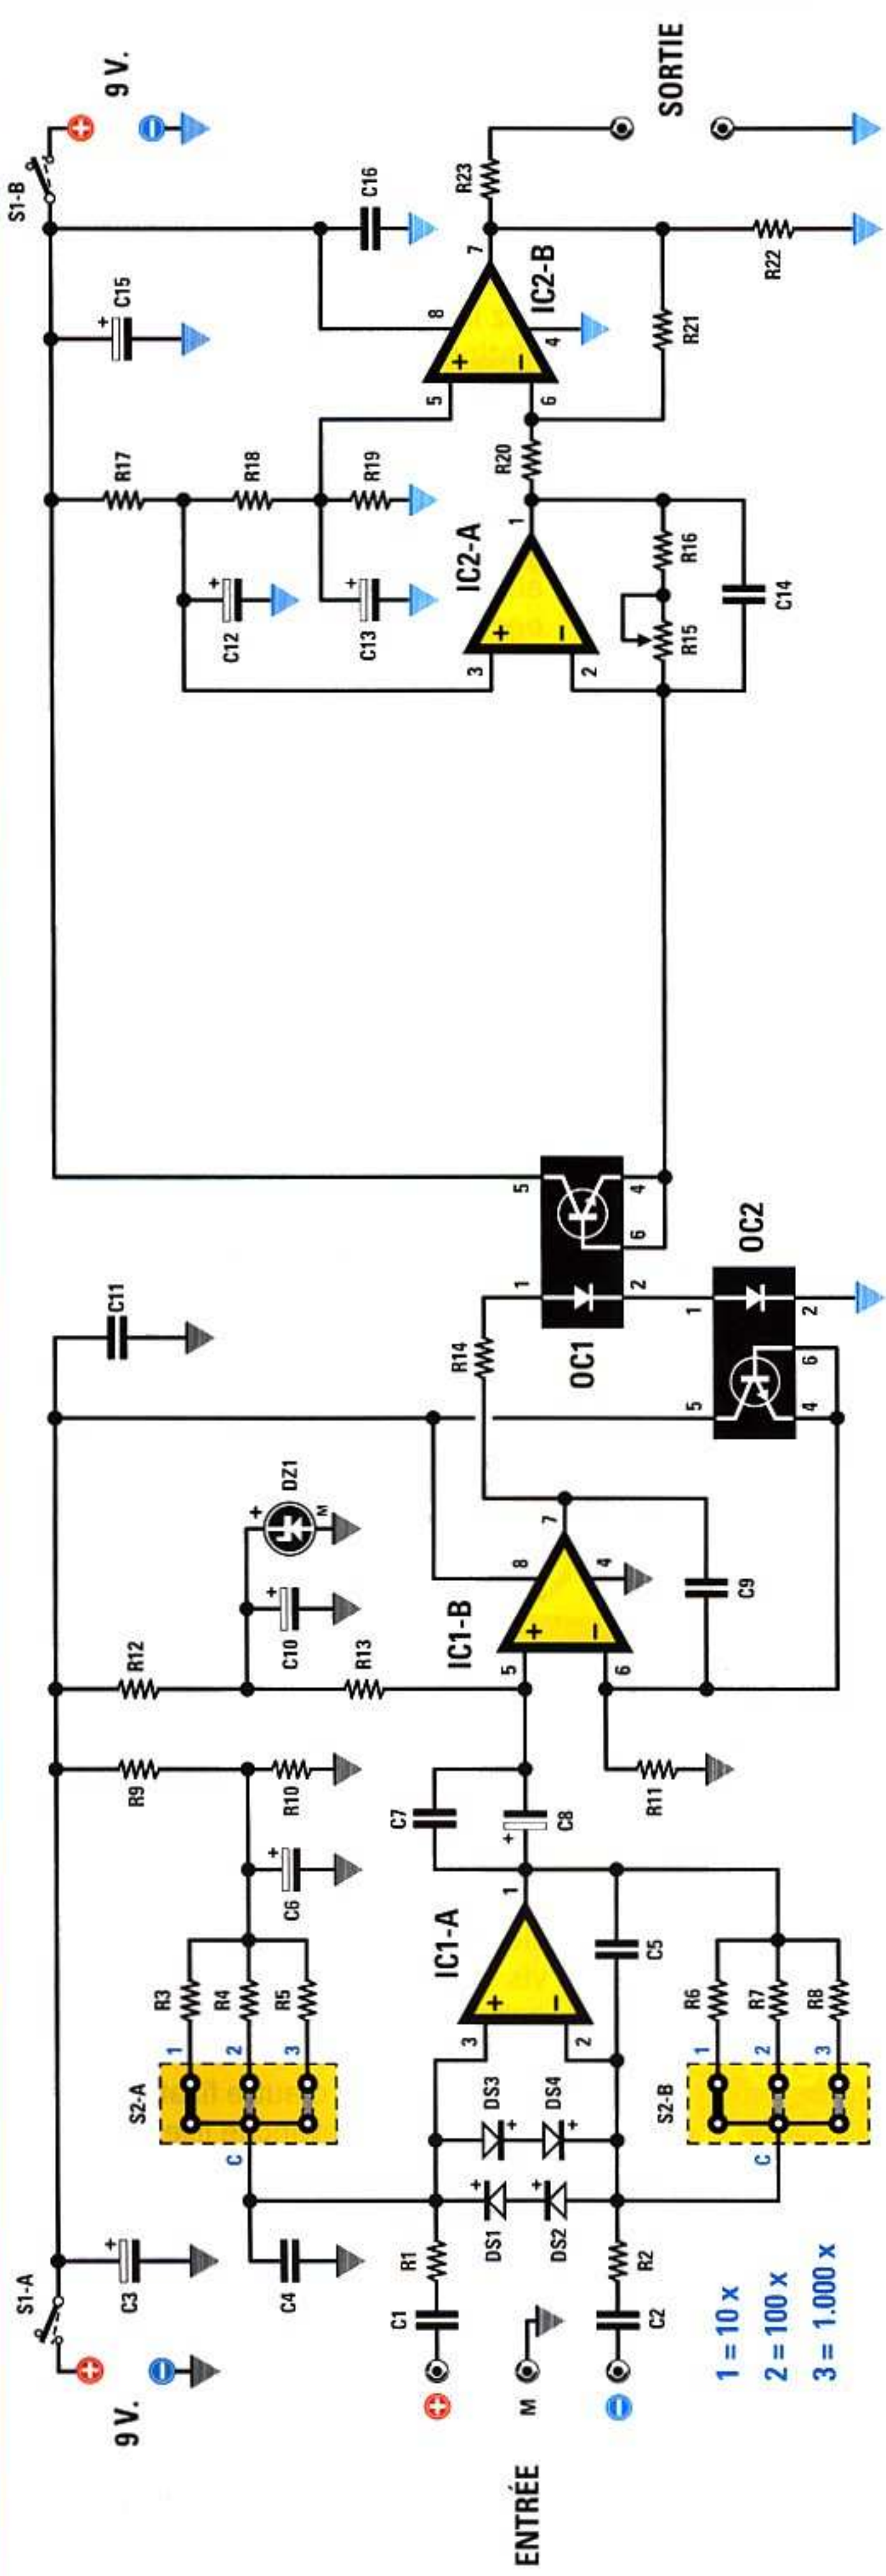 ENTRÉE
9 V.
S1-A
C3
C4
S2-A
C
1
2
3
R3
R4
R5
C6
R9
R10
R12
C10
DZ1
M
R13
C11
C1
R1
M
C2
R2
DS1
DS2
DS3
DS4
3
2
1
IC1-A
C5
C7
C8
R11
S2-B
C
1
2
3
R6
R7
R8
1 = 10 x
2 = 100 x
3 = 1.000 x
IC1-B
5
6
7
8
4
C9
R14
OC1
1
2
5
4
6
OC2
1
2
5
4
6
R17
R18
R19
C12
C13
C15
S1-B
9 V.
C16
IC2-A
3
2
1
R15
R16
C14
R20
IC2-B
5
6
7
8
4
R21
R22
R23
SORTIE